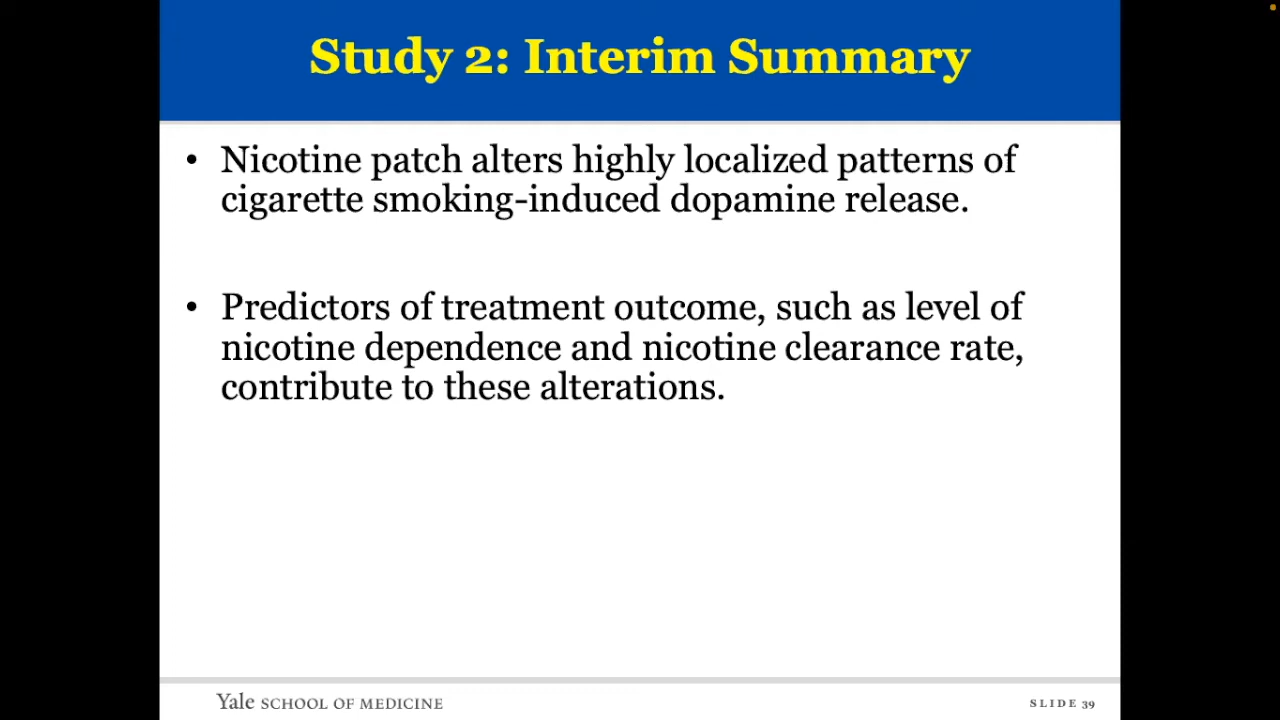 Study 2: Interim Summary
• Nicotine patch alters highly localized patterns of
cigarette smoking-induced dopamine release.
• Predictors of treatment outcome, such as level of
nicotine dependence and nicotine clearance rate,
contribute to these alterations.
Yale SCHOOL OF MEDICINE
SLIDE 39